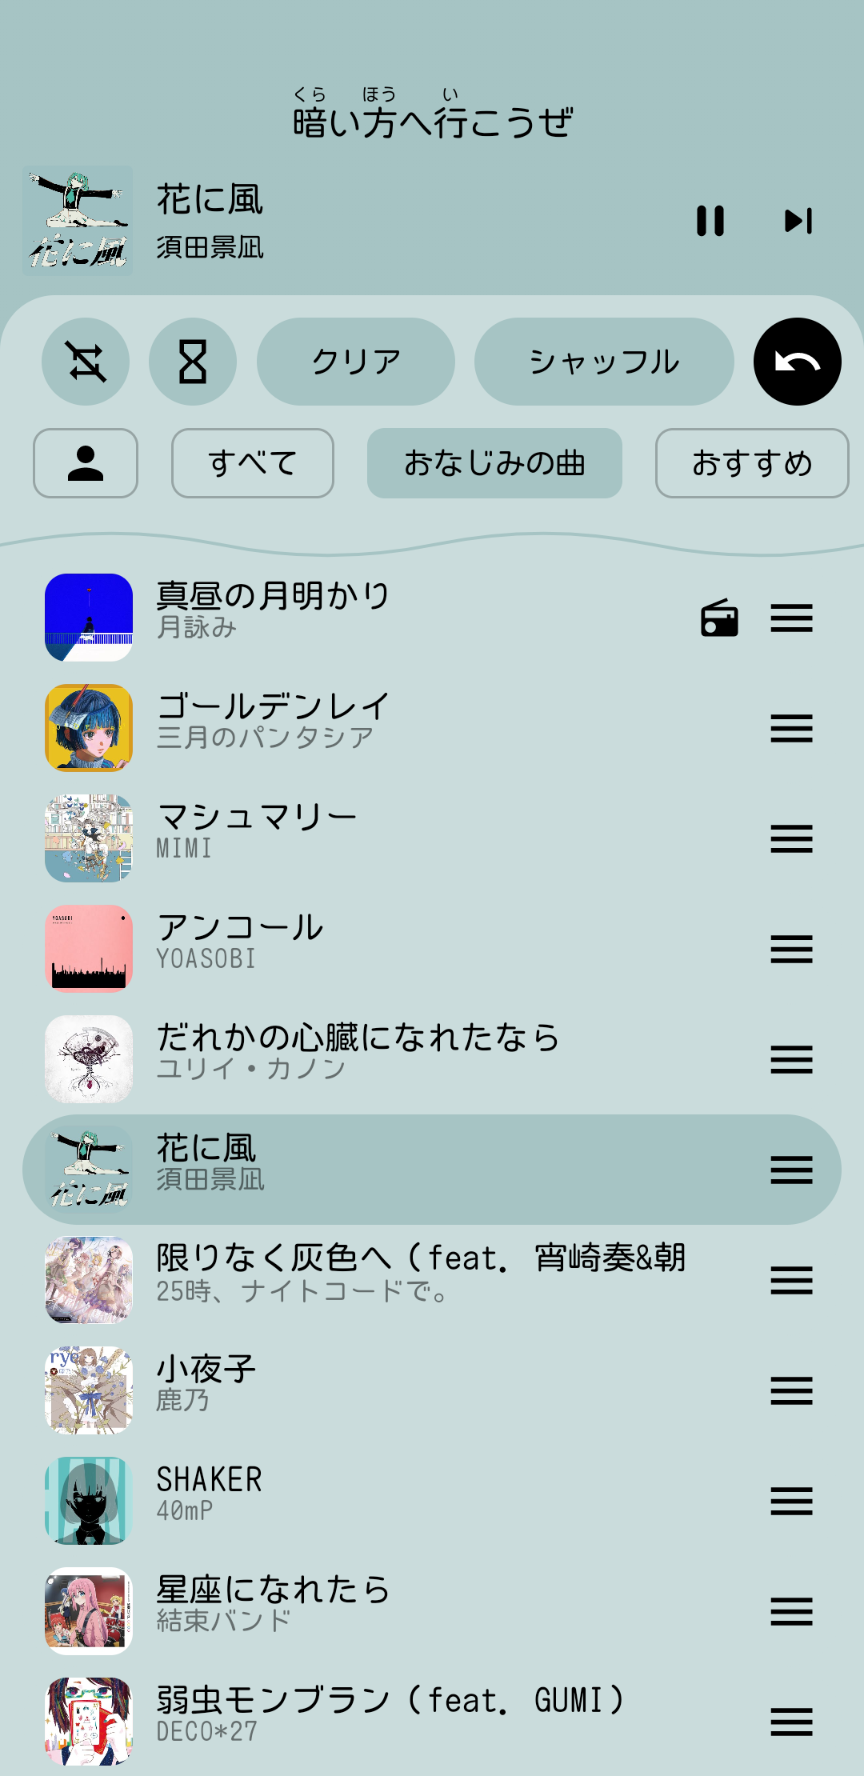 くら ほう い
暗い方へ行こうぜ
花に風
花に風
須田景凪
クリア
シャッフル
すべて
おなじみの曲
おすすめ
真昼の月明かり
月詠み
ゴールデンレイ
三月のパンタシア
マシュマリー
MIMI
YOASOBI
アンコール
YOASOBI
だれかの心臓になれたなら
ユリイ・カノン
花に風
花に風
須田景凪
限りなく灰色へ（feat. 宵崎奏&朝
25時、ナイトコードで。
rye
小夜子
鹿乃
SHAKER
40mP
星座になれたら
結束バンド
弱虫モンブラン（feat. GUMI）
DECO*27